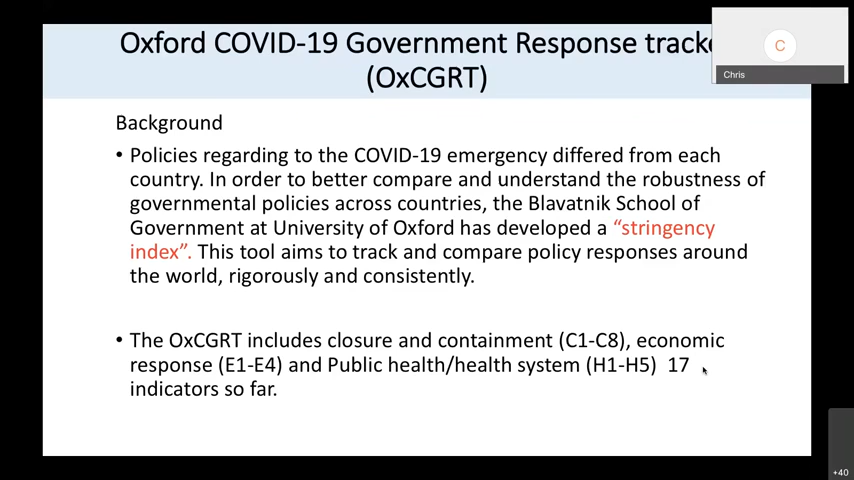 Oxford COVID-19 Government Response tracke
(OxCGRT)
C
Chris
Background
• Policies regarding to the COVID-19 emergency differed from each
country. In order to better compare and understand the robustness of
governmental policies across countries, the Blavatnik School of
Government at University of Oxford has developed a “stringency
index”. This tool aims to track and compare policy responses around
the world, rigorously and consistently.
• The OxCGRT includes closure and containment (C1-C8), economic
response (E1-E4) and Public health/health system (H1-H5) 17
indicators so far.
+40